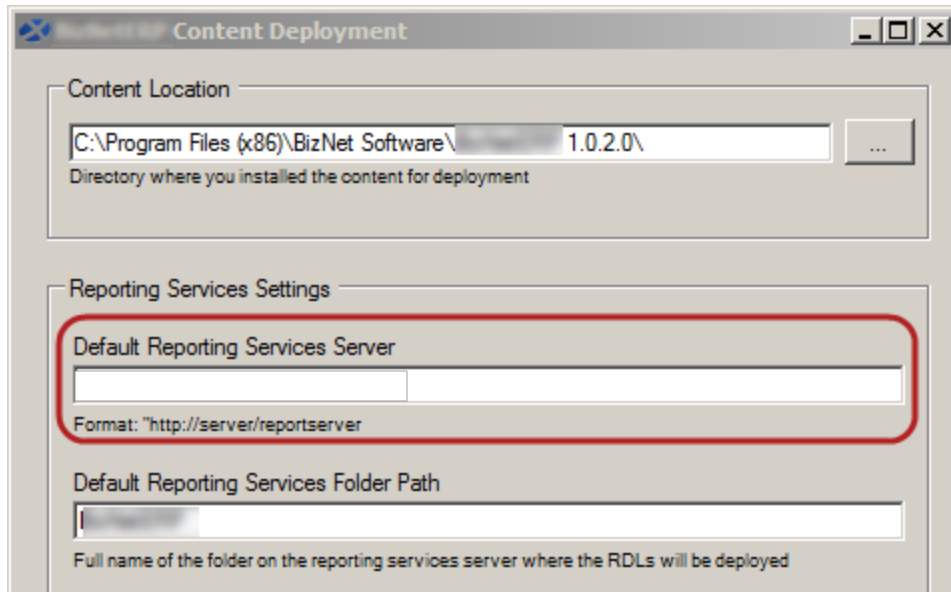 Content Deployment
Content Location
C:\Program Files (x86)\BizNet Software\ 1.0.2.0\
...
Directory where you installed the content for deployment
Reporting Services Settings
Default Reporting Services Server
Format: "http://server/reportserver
Default Reporting Services Folder Path
Full name of the folder on the reporting services server where the RDLs will be deployed